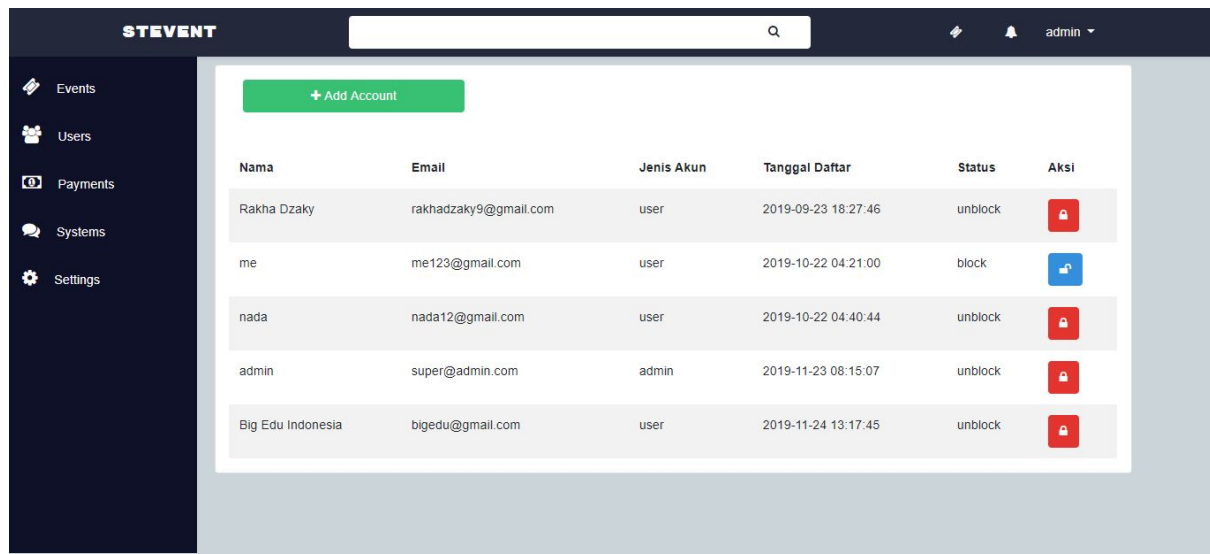 STEVENT admin
Events
Users
Payments
Systems
Settings
Add Account
Nama Email Jenis Akun Tanggal Daftar Status Aksi
Rakha Dzaky rakhadzaky9@gmail.com user 2019-09-23 18:27:46 unblock
me me123@gmail.com user 2019-10-22 04:21:00 block
nada nada12@gmail.com user 2019-10-22 04:40:44 unblock
admin super@admin.com admin 2019-11-23 08:15:07 unblock
Big Edu Indonesia bigedu@gmail.com user 2019-11-24 13:17:45 unblock